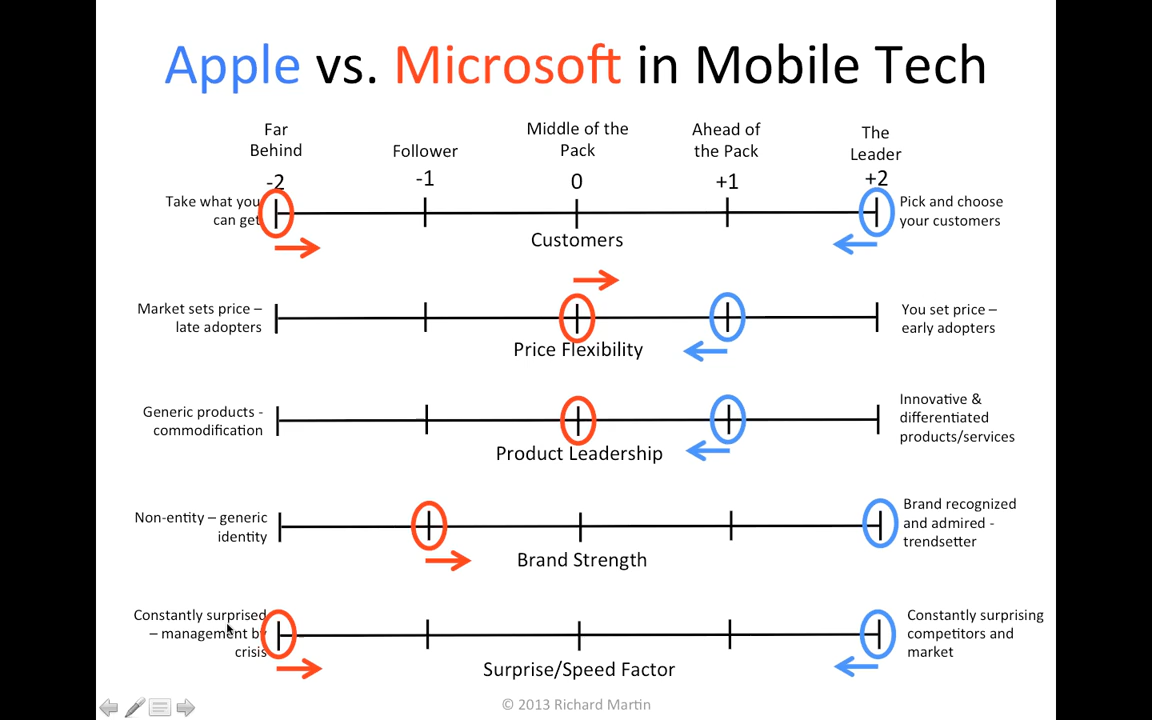 Apple vs. Microsoft in Mobile Tech
Far
Behind
Follower
Middle of the
Pack
Ahead of
the Pack
The
Leader
-2
-1
0
+1
+2
Take what you
can get
Pick and choose
your customers
Customers
Market sets price –
late adopters
You set price –
early adopters
Price Flexibility
Generic products -
commodification
Innovative &
differentiated
products/services
Product Leadership
Non-entity – generic
identity
Brand recognized
and admired -
trendsetter
Brand Strength
Constantly surprised
– management by
crisis
Constantly surprising
competitors and
market
Surprise/Speed Factor
© 2013 Richard Martin